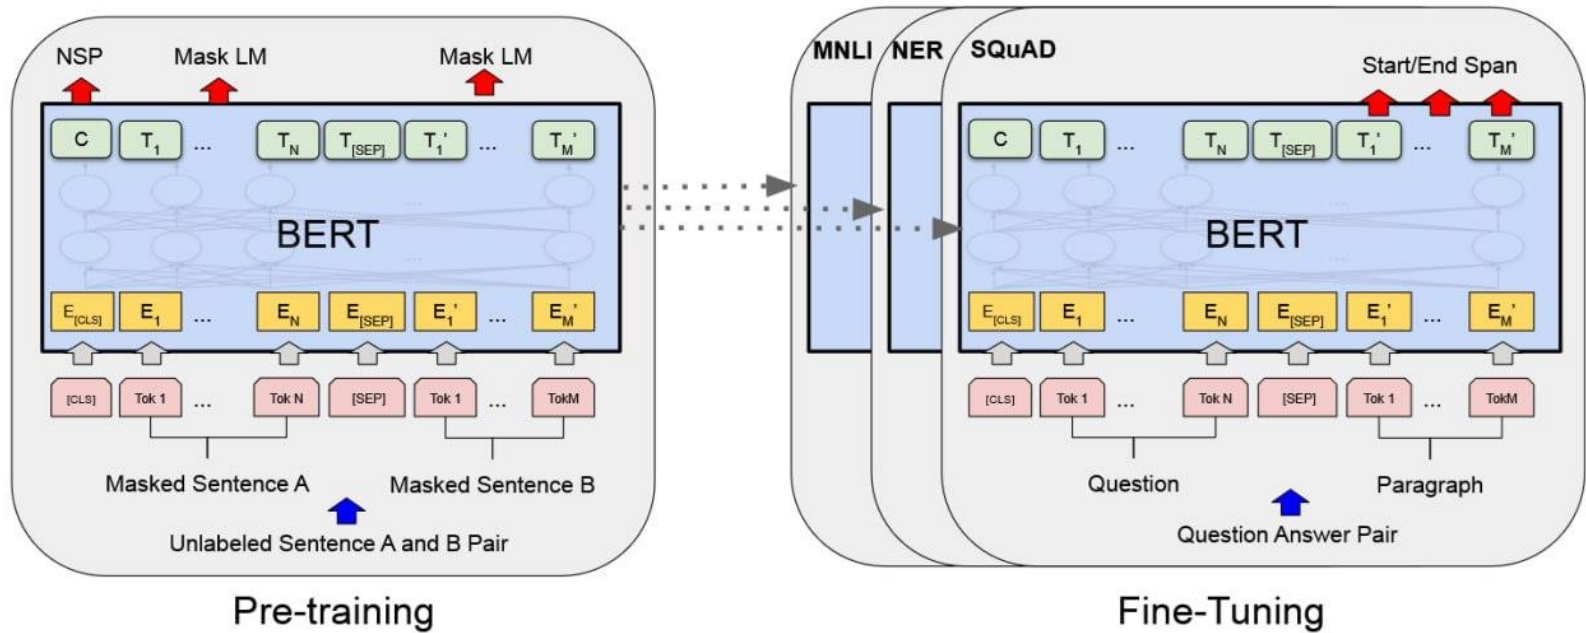 NSP Mask LM Mask LM
C T1 ... TN T[SEP] T1' ... TM'
... 
BERT
...
E[CLS] E1 ... EN E[SEP] E1' ... EM'
[CLS] Tok 1 ... Tok N [SEP] Tok 1 ... TokM
Masked Sentence A Masked Sentence B
Unlabeled Sentence A and B Pair
Pre-training
MNLI NER SQuAD
Start/End Span
C T1 ... TN T[SEP] T1' ... TM'
...
BERT
...
E[CLS] E1 ... EN E[SEP] E1' ... EM'
[CLS] Tok 1 ... Tok N [SEP] Tok 1 ... TokM
Question Paragraph
Question Answer Pair
Fine-Tuning